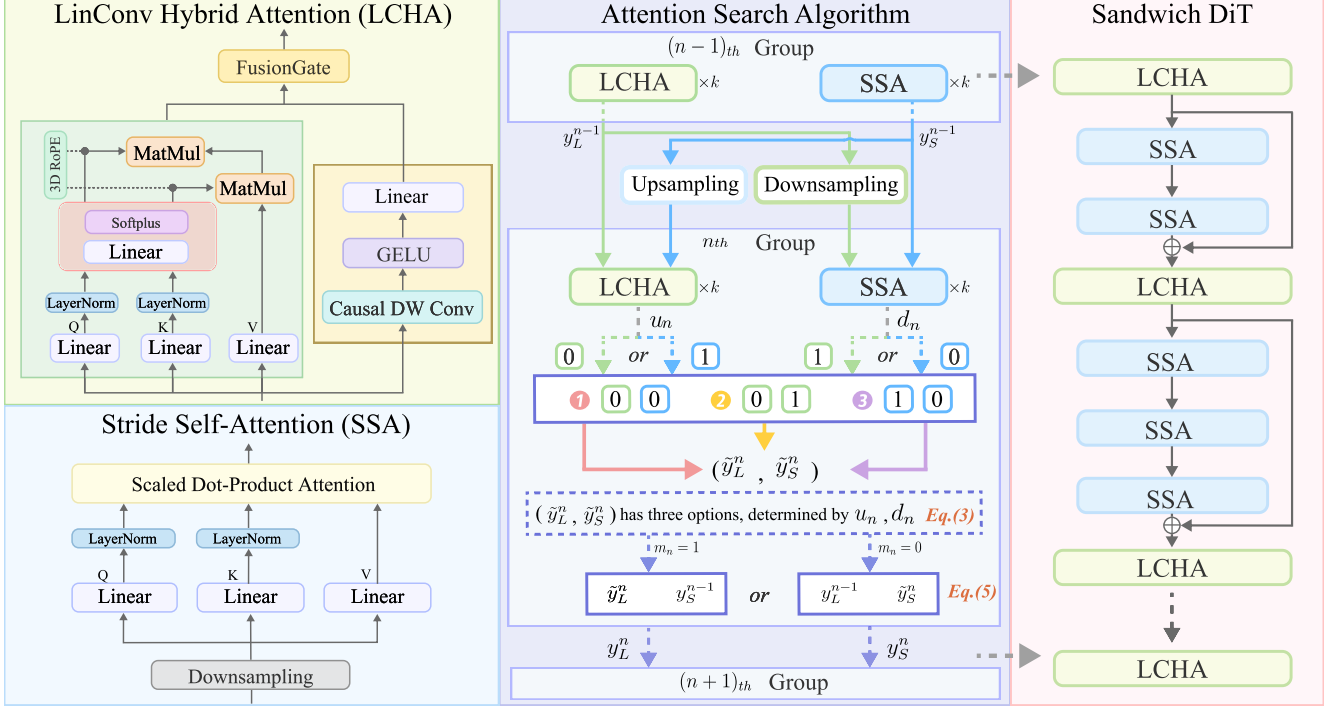 LinConv Hybrid Attention (LCHA)
FusionGate
3D RoPE
MatMul
MatMul
Softplus
Linear
LayerNorm
LayerNorm
Q
K
V
Linear
Linear
Linear
Linear
GELU
Causal DW Conv
Stride Self-Attention (SSA)
Scaled Dot-Product Attention
LayerNorm
LayerNorm
Q
K
V
Linear
Linear
Linear
Downsampling
Attention Search Algorithm
(n − 1)th Group
LCHA ×k
SSA ×k
y_L^{n-1}
y_S^{n-1}
Upsampling
Downsampling
nth Group
LCHA ×k
SSA ×k
u_n
d_n
0 or 1
1 or 0
1 0 0
2 0 1
3 1 0
(ỹ_L^n , ỹ_S^n)
(ỹ_L^n, ỹ_S^n) has three options, determined by u_n, d_n Eq.(3)
m_n = 1
m_n = 0
ỹ_L^n y_S^{n-1} or y_L^{n-1} ỹ_S^n Eq.(5)
y_L^n
y_S^n
(n + 1)th Group
Sandwich DiT
LCHA
SSA
SSA
LCHA
SSA
SSA
SSA
LCHA
LCHA